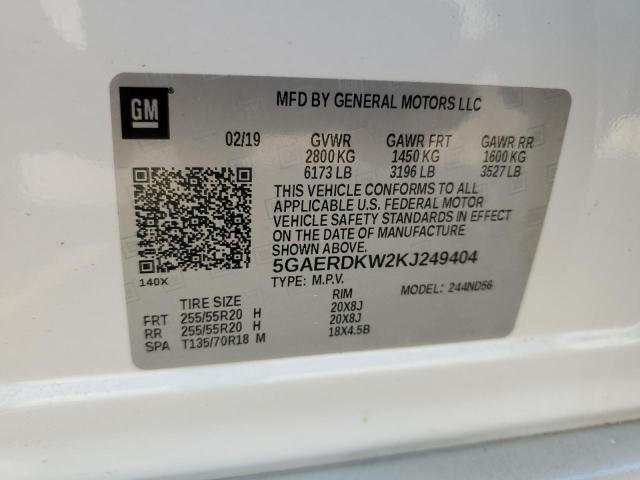 GM
MFD BY GENERAL MOTORS LLC
02/19 GVWR GAWR FRT GAWR RR
2800 KG 1450 KG 1600 KG
6173 LB 3196 LB 3527 LB
THIS VEHICLE CONFORMS TO ALL
APPLICABLE U.S. FEDERAL MOTOR
VEHICLE SAFETY STANDARDS IN EFFECT
ON THE DATE OF MANUFACTURE
SHOWN ABOVE.
5GAERDKW2KJ249404
140X TYPE: M.P.V. MODEL: 244ND56
TIRE SIZE RIM
FRT 255/55R20 H 20X8J
RR 255/55R20 H 20X8J
SPA T135/70R18 M 18X4.5B